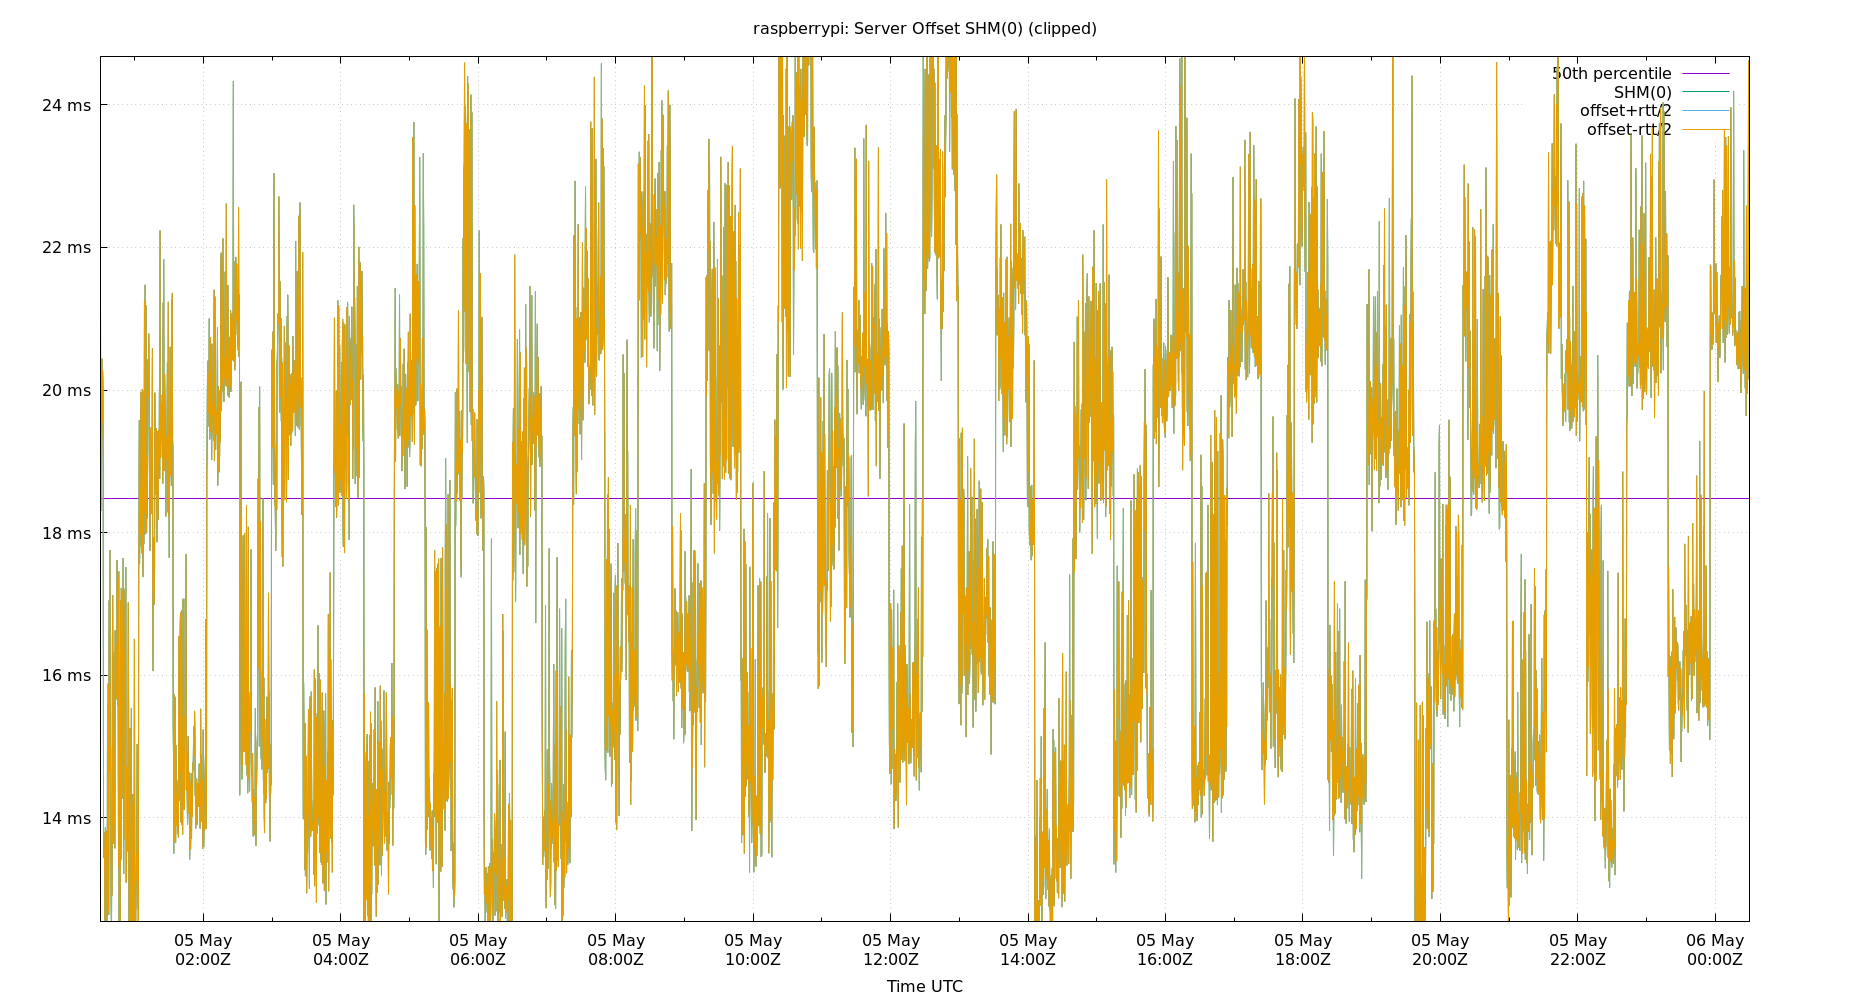 raspberrypi: Server Offset SHM(0) (clipped)
50th percentile
SHM(0)
offset+rtt/2
offset-rtt/2
24 ms
22 ms
20 ms
18 ms
16 ms
14 ms
05 May 05 May 05 May 05 May 05 May 05 May 05 May 05 May 05 May 05 May 05 May 06 May
02:00Z 04:00Z 06:00Z 08:00Z 10:00Z 12:00Z 14:00Z 16:00Z 18:00Z 20:00Z 22:00Z 00:00Z
Time UTC